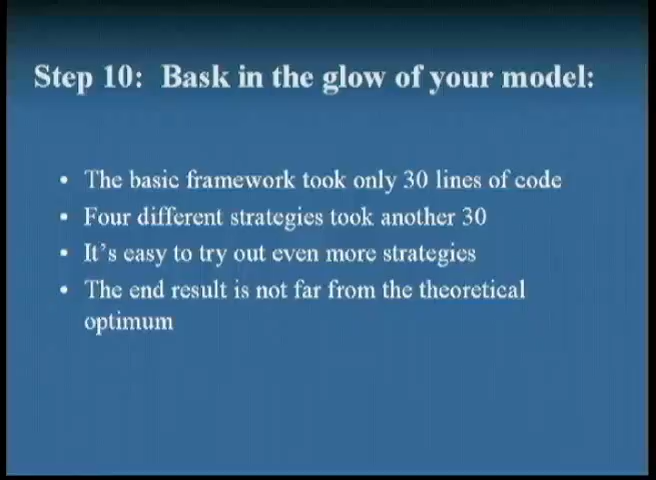 Step 10: Bask in the glow of your model:
• The basic framework took only 30 lines of code
• Four different strategies took another 30
• It's easy to try out even more strategies
• The end result is not far from the theoretical
optimum